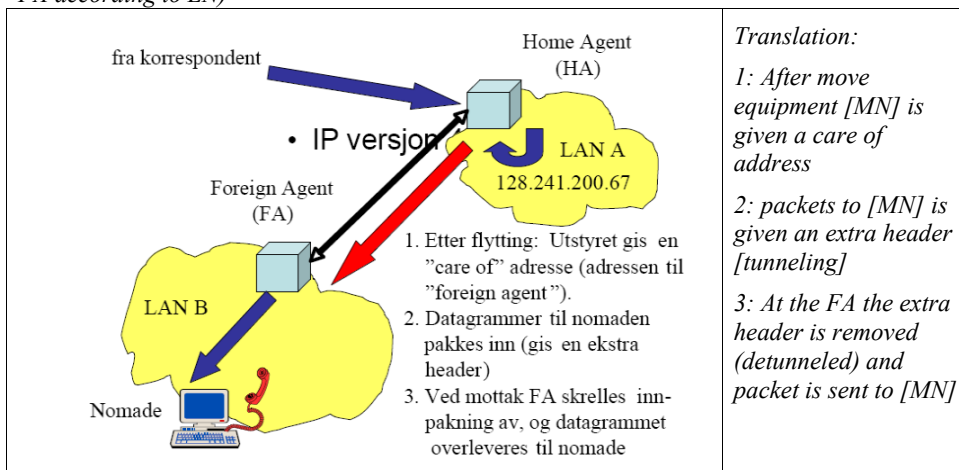 fra korrespondent
Home Agent
(HA)
• IP versjon
LAN A
128.241.200.67
Foreign Agent
(FA)
LAN B
Nomade
1. Etter flytting: Utstyret gis en
"care of" adresse (adressen til
"foreign agent").
2. Datagrammer til nomaden
pakkes inn (gis en ekstra
header)
3. Ved mottak FA skrelles inn-
pakning av, og datagrammet
overleveres til nomade
Translation:
1: After move
equipment [MN] is
given a care of
address
2: packets to [MN] is
given an extra header
[tunneling]
3: At the FA the extra
header is removed
(detunneled) and
packet is sent to [MN]